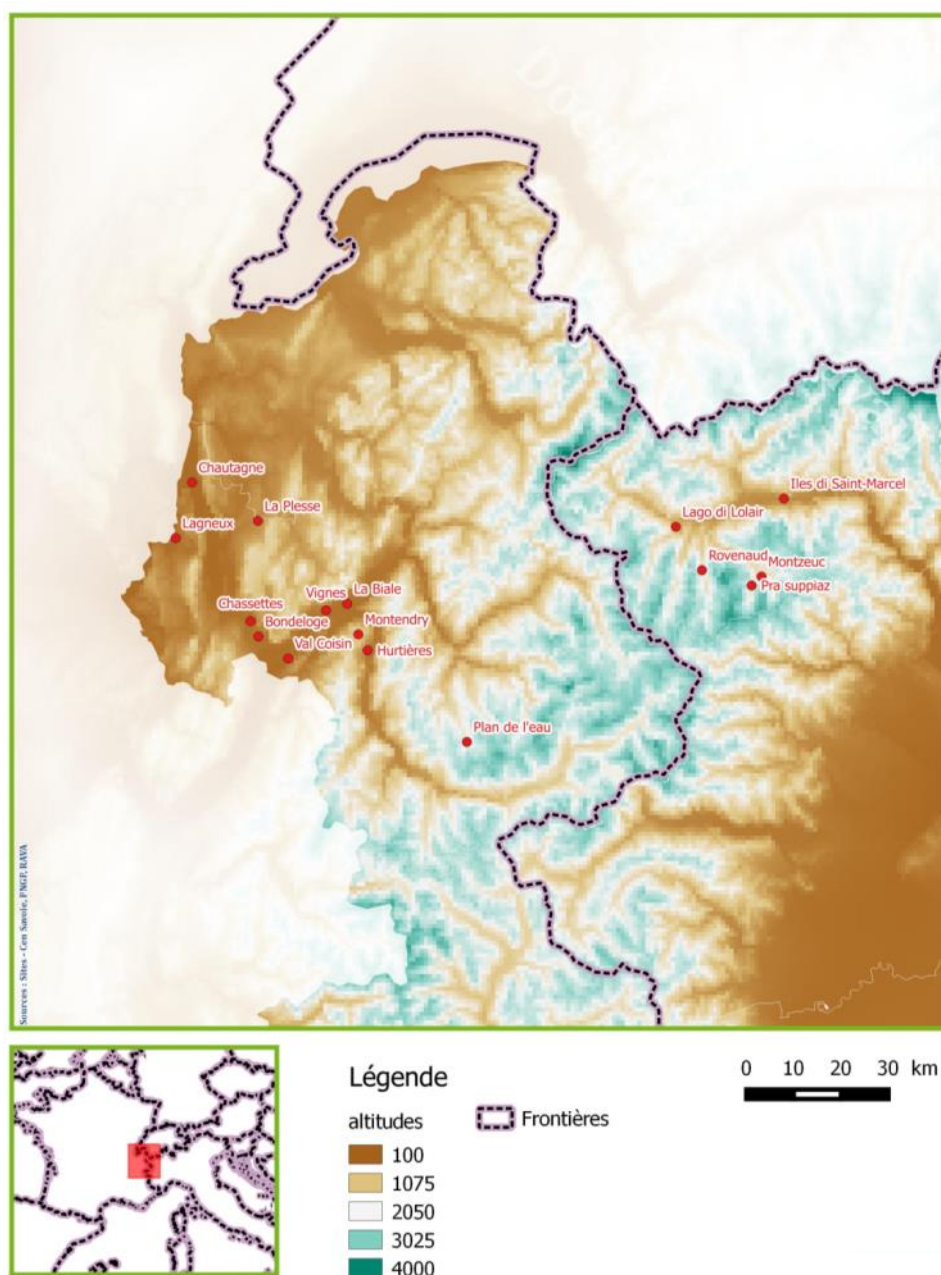 Chautagne
La Plesse
Lagneux
Iles di Saint-Marcel
Lago di Lolair
Rovenaud
Montzeuc
Pra suppiaz
Vignes
La Biale
Chassettes
Bondeloge
Montendry
Val Coisin
Hurtières
Plan de l'eau
Sources : Sites - Cen Savoie, PNGP, RAVA
Légende
altitudes
100
1075
2050
3025
4000
Frontières
0 10 20 30 km